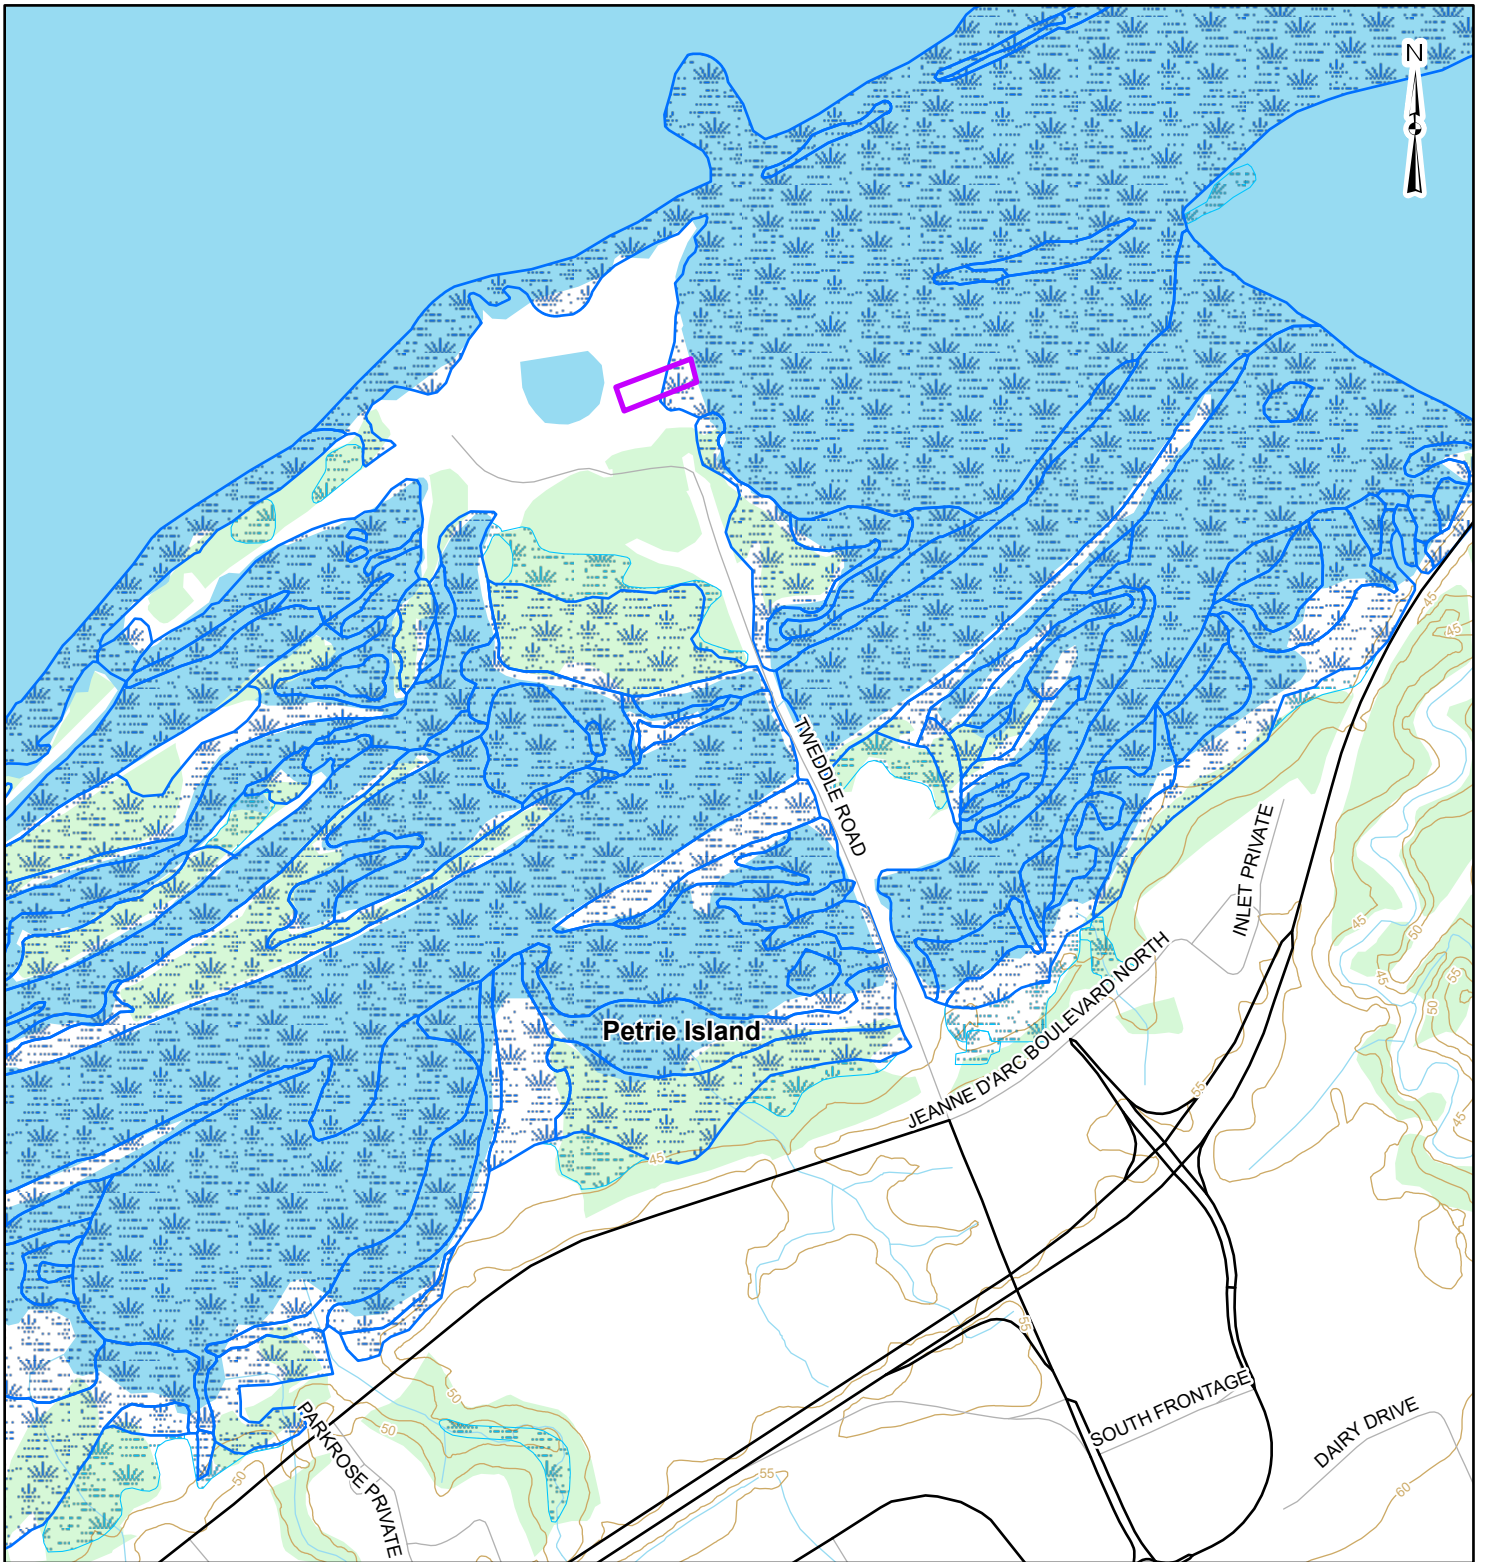 N
45
45
TWEDDLE ROAD
INLET PRIVATE
45
50
55
45
50
JEANNE D'ARC BOULEVARD NORTH
Petrie Island
55
45
45
55
50
SOUTH FRONTAGE
DAIRY DRIVE
50
PARKROSE PRIVATE
50
55
60